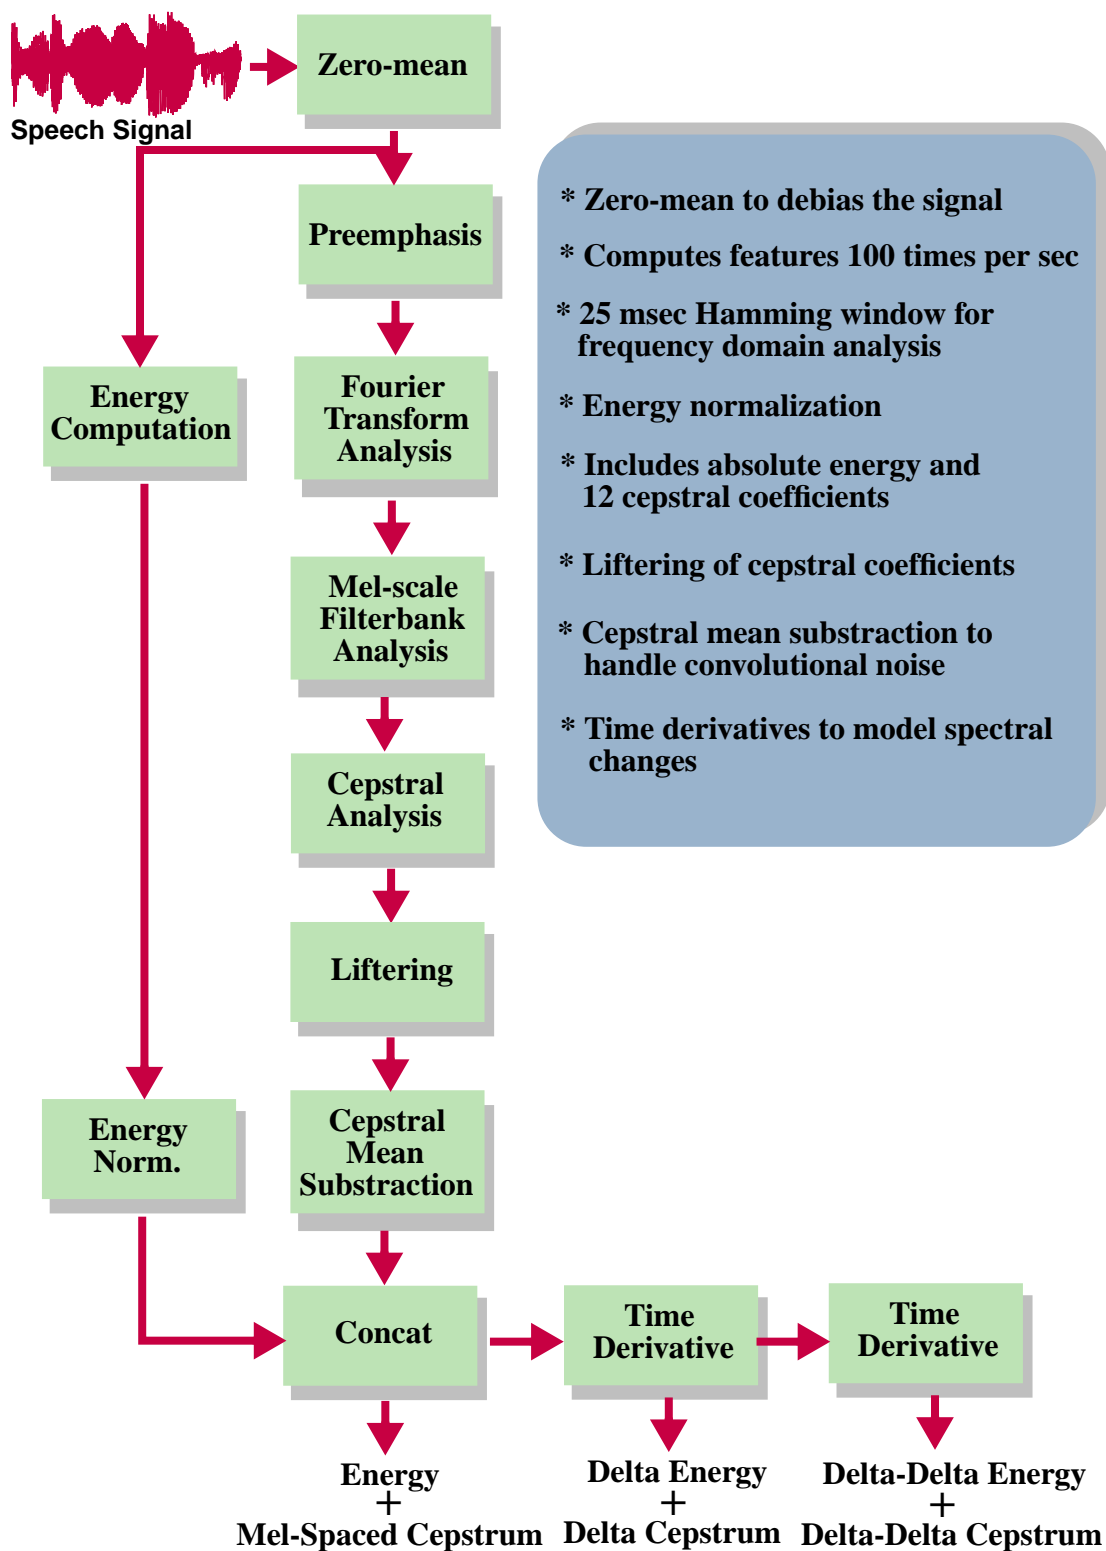 Speech Signal
Zero-mean
Preemphasis
Energy
Computation
Fourier
Transform
Analysis
Mel-scale
Filterbank
Analysis
Cepstral
Analysis
Liftering
Energy
Norm.
Cepstral
Mean
Substraction
Concat
Time
Derivative
Time
Derivative
Energy
+
Mel-Spaced Cepstrum
Delta Energy
+
Delta Cepstrum
Delta-Delta Energy
+
Delta-Delta Cepstrum
* Zero-mean to debias the signal
* Computes features 100 times per sec
* 25 msec Hamming window for
frequency domain analysis
* Energy normalization
* Includes absolute energy and
12 cepstral coefficients
* Liftering of cepstral coefficients
* Cepstral mean substraction to
handle convolutional noise
* Time derivatives to model spectral
changes